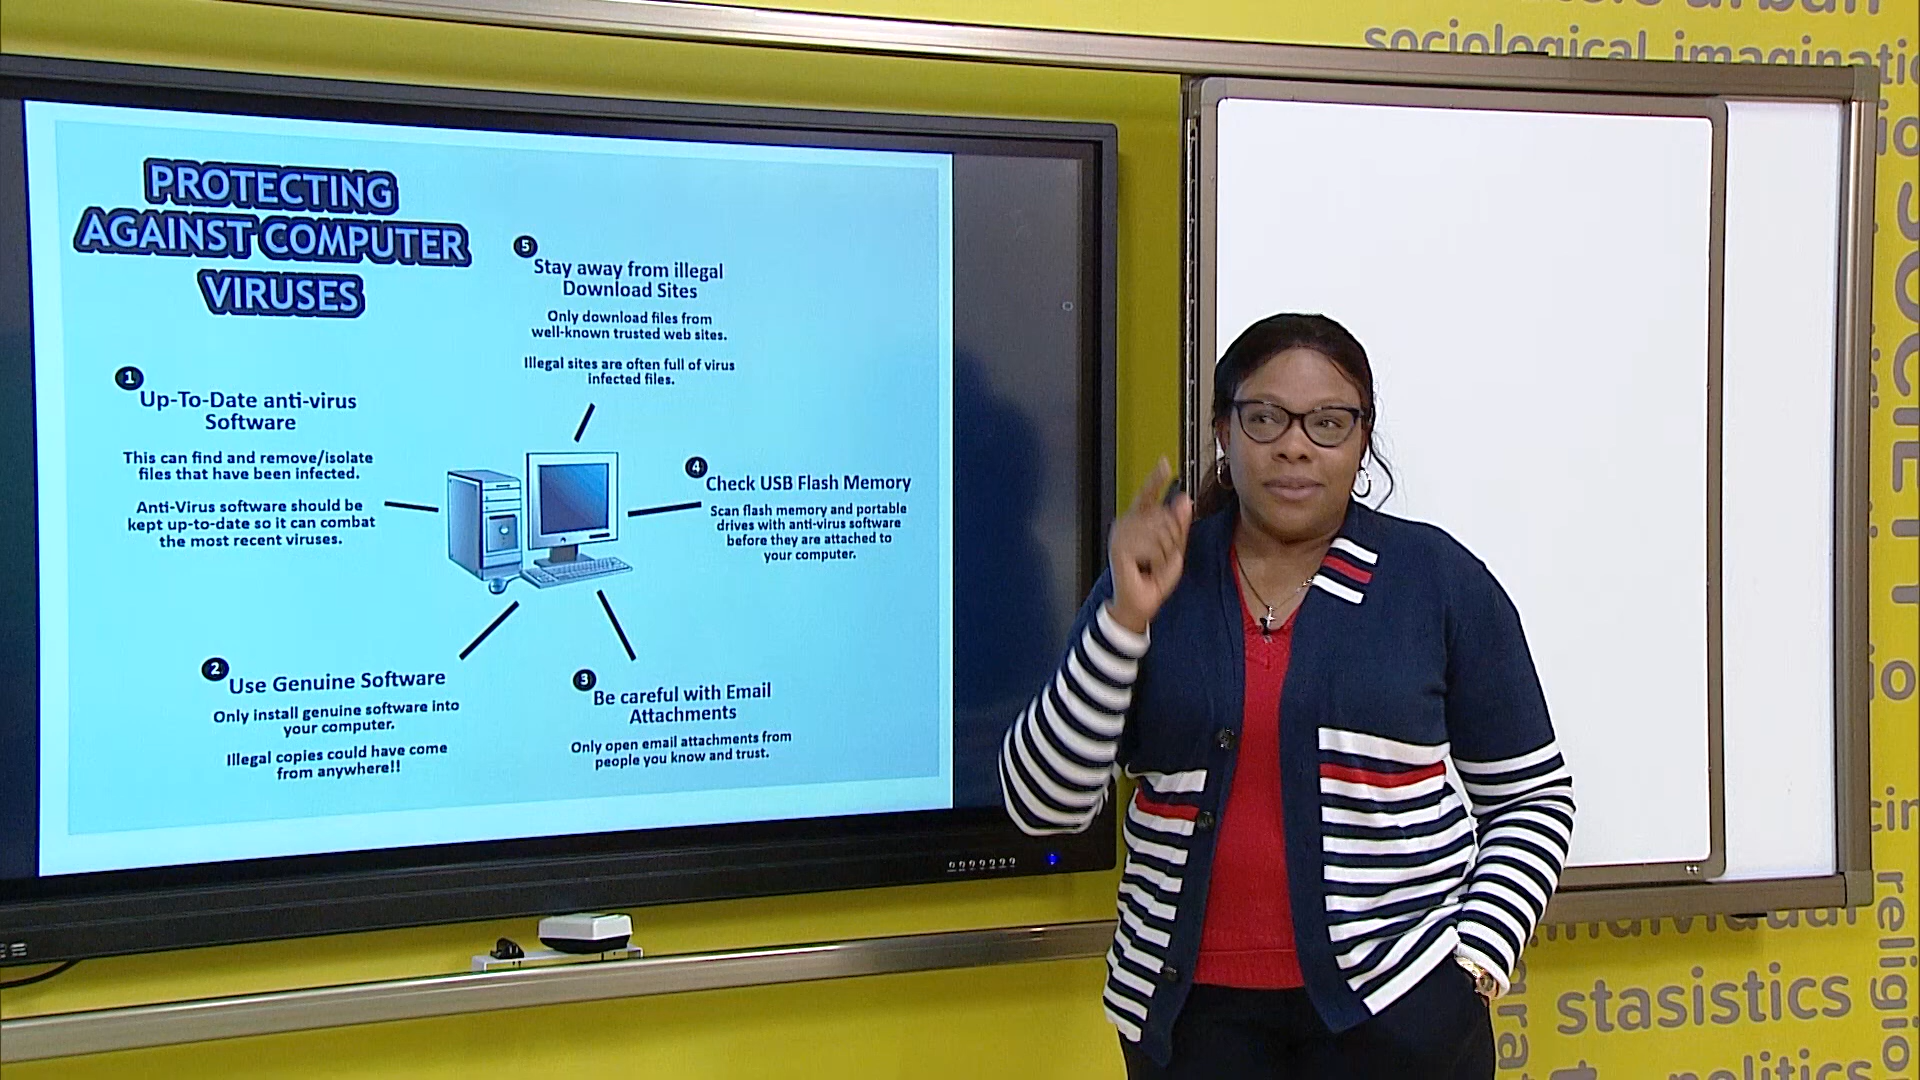 PROTECTING
AGAINST COMPUTER
VIRUSES
1
Up-To-Date anti-virus
Software
This can find and remove/isolate
files that have been infected.
Anti-Virus software should be
kept up-to-date so it can combat
the most recent viruses.
2
Use Genuine Software
Only install genuine software into
your computer.
Illegal copies could have come
from anywhere!!
3
Be careful with Email
Attachments
Only open email attachments from
people you know and trust.
4
Check USB Flash Memory
Scan flash memory and portable
drives with anti-virus software
before they are attached to
your computer.
5
Stay away from illegal
Download Sites
Only download files from
well-known trusted web sites.
Illegal sites are often full of virus
infected files.
sociological
SOCIETY
individual
stasistics
politics